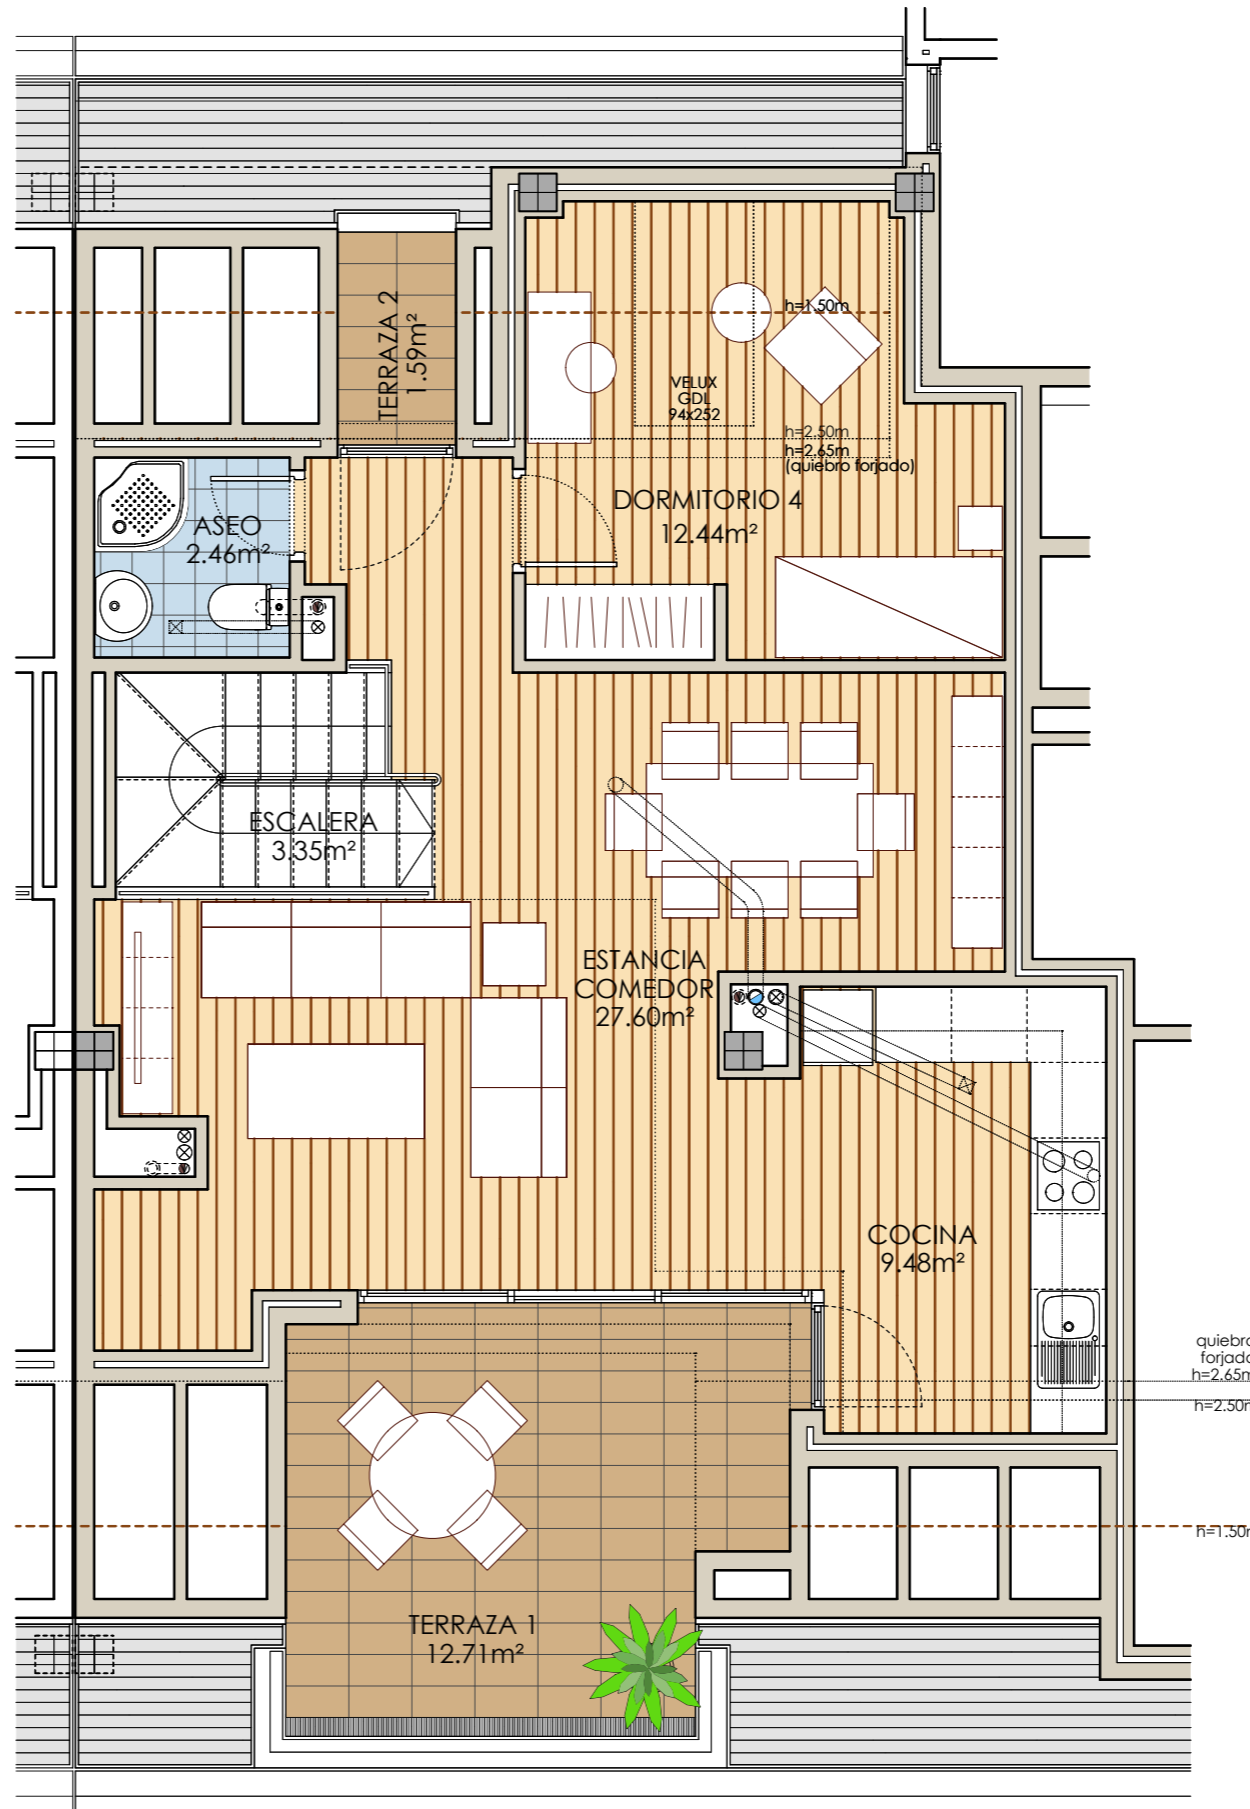 TERRAZA 2
1.59m²
h=1.50m
VELUX
GDL
94x252
h=2.50m
h=2.65m
(quiebro forjado)
DORMITORIO 4
12.44m²
ASEO
2.46m²
ESCALERA
3.35m²
ESTANCIA
COMEDOR
27.60m²
COCINA
9.48m²
quiebro
forjado
h=2.65m
h=2.50m
h=1.50m
TERRAZA 1
12.71m²